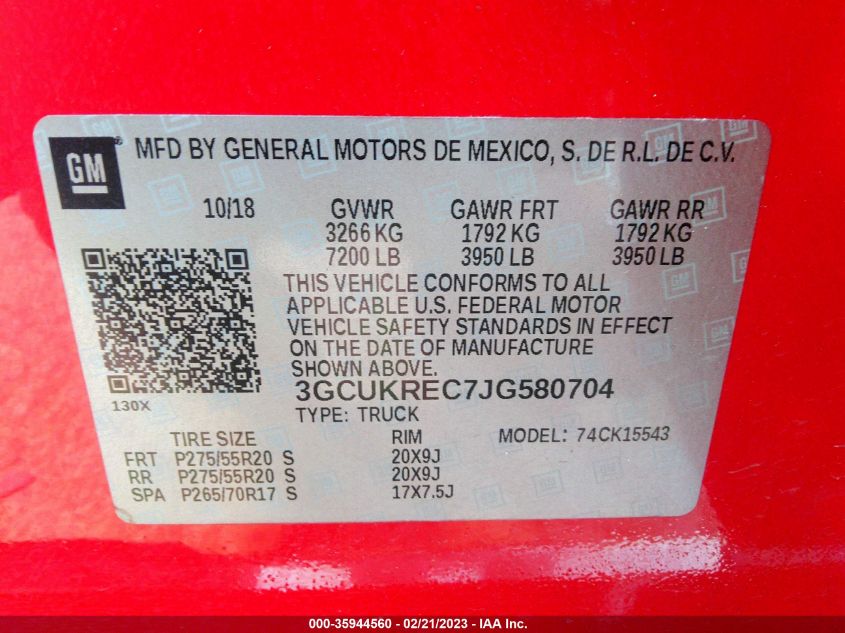 GM
®
MFD BY GENERAL MOTORS DE MEXICO, S. DE R.L. DE C.V.
10/18 GVWR GAWR FRT GAWR RR
3266 KG 1792 KG 1792 KG
7200 LB 3950 LB 3950 LB
THIS VEHICLE CONFORMS TO ALL
APPLICABLE U.S. FEDERAL MOTOR
VEHICLE SAFETY STANDARDS IN EFFECT
ON THE DATE OF MANUFACTURE
SHOWN ABOVE.
3GCUKREC7JG580704
130X
TYPE: TRUCK
TIRE SIZE RIM MODEL: 74CK15543
FRT P275/55R20 S 20X9J
RR P275/55R20 S 20X9J
SPA P265/70R17 S 17X7.5J
000-35944560 - 02/21/2023 - IAA Inc.